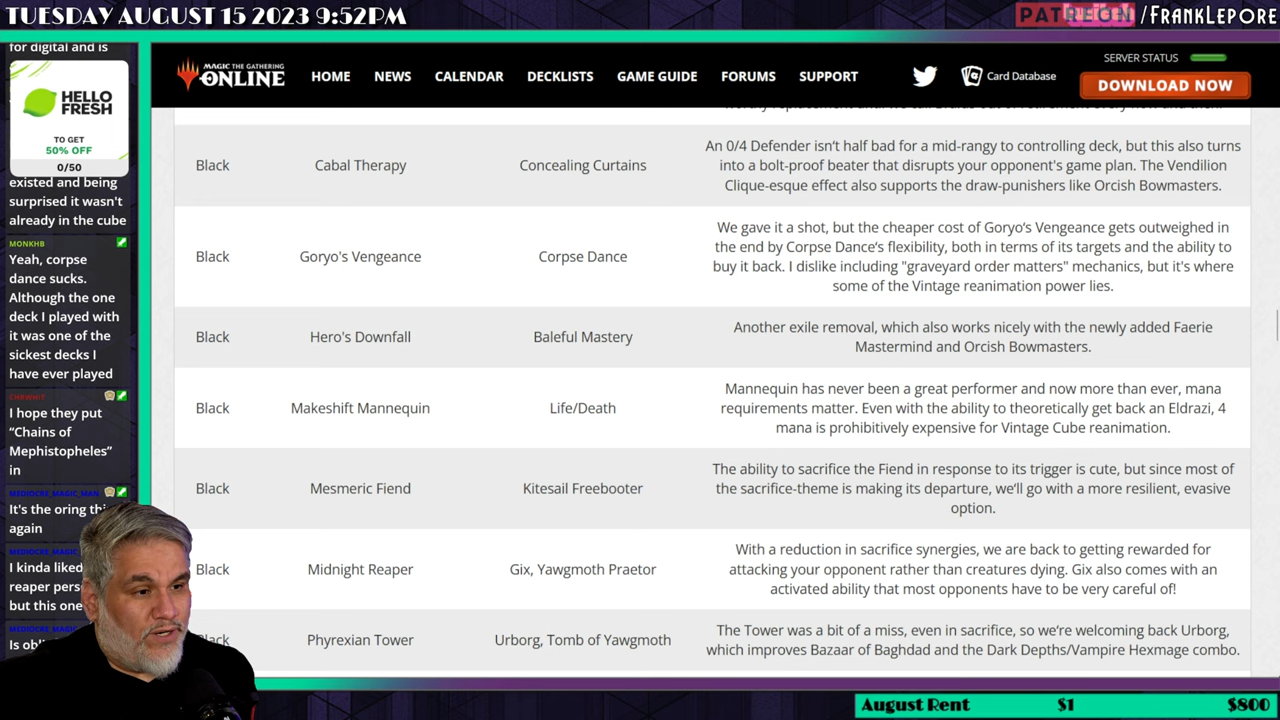 TUESDAY AUGUST 15 2023 9:52PM
PATREON /FRANKLEPORE
for digital and is
HELLO
FRESH
TO GET
50% OFF
0/50
existed and being
surprised it wasn't
already in the cube
MONKHB
Yeah, corpse
dance sucks.
Although the one
deck I played with
it was one of the
sickest decks I
have ever played
I hope they put
“Chains of
Mephistopheles”
in
MEDIOCRE_MAGIC_MAN
It's the oring
again
MEDIOCRE_MAGIC
I kinda liked
reaper
but this one
MEDIOCRE_MAGIC
MAGIC THE GATHERING
ONLINE
HOME
NEWS
CALENDAR
DECKLISTS
GAME GUIDE
FORUMS
SUPPORT
Card Database
SERVER STATUS
DOWNLOAD NOW
Black
Cabal Therapy
Concealing Curtains
An 0/4 Defender isn't half bad for a mid-rangy to controlling deck, but this also turns
into a bolt-proof beater that disrupts your opponent's game plan. The Vendilion
Clique-esque effect also supports the draw-punishers like Orcish Bowmasters.
Black
Goryo's Vengeance
Corpse Dance
We gave it a shot, but the cheaper cost of Goryo's Vengeance gets outweighed in
the end by Corpse Dance's flexibility, both in terms of its targets and the ability to
buy it back. I dislike including "graveyard order matters" mechanics, but it's where
some of the Vintage reanimation power lies.
Black
Hero's Downfall
Baleful Mastery
Another exile removal, which also works nicely with the newly added Faerie
Mastermind and Orcish Bowmasters.
Black
Makeshift Mannequin
Life/Death
Mannequin has never been a great performer and now more than ever, mana
requirements matter. Even with the ability to theoretically get back an Eldrazi, 4
mana is prohibitively expensive for Vintage Cube reanimation.
Black
Mesmeric Fiend
Kitesail Freebooter
The ability to sacrifice the Fiend in response to its trigger is cute, but since most of
the sacrifice-theme is making its departure, we'll go with a more resilient, evasive
option.
Black
Midnight Reaper
Gix, Yawgmoth Praetor
With a reduction in sacrifice synergies, we are back to getting rewarded for
attacking your opponent rather than creatures dying. Gix also comes with an
activated ability that most opponents have to be very careful of!
Phyrexian Tower
Urborg, Tomb of Yawgmoth
The Tower was a bit of a miss, even in sacrifice, so we're welcoming back Urborg,
which improves Bazaar of Baghdad and the Dark Depths/Vampire Hexmage combo.
August Rent
$1
$800